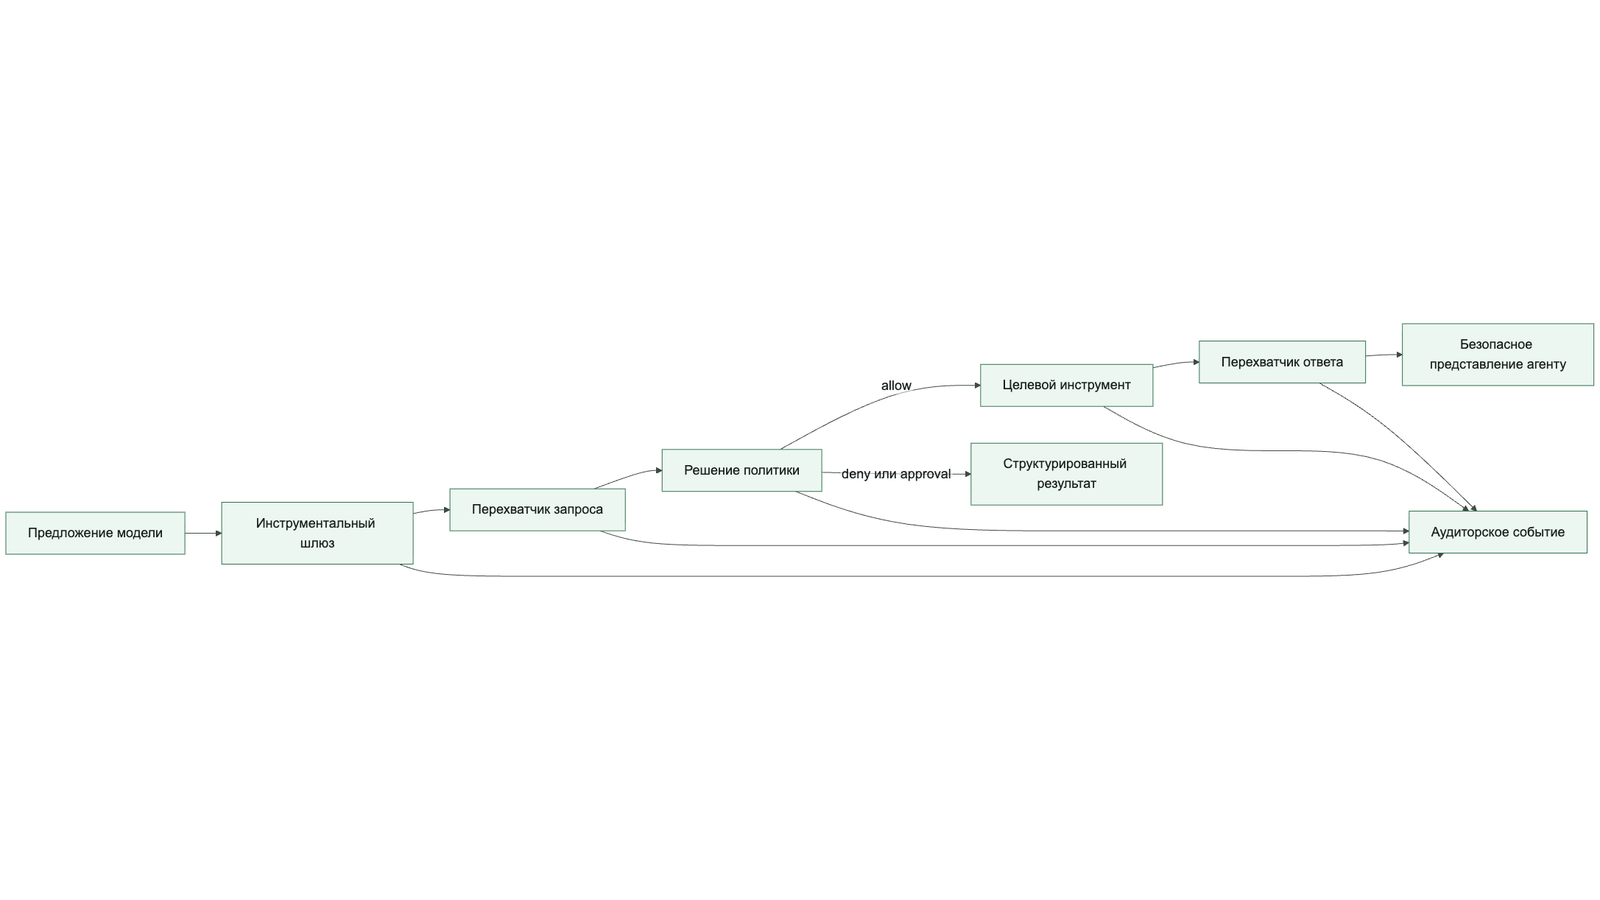 Предложение модели
Инструментальный
шлюз
Перехватчик запроса
Решение политики
allow
deny или approval
Целевой инструмент
Структурированный
результат
Перехватчик ответа
Безопасное
представление агенту
Аудиторское событие